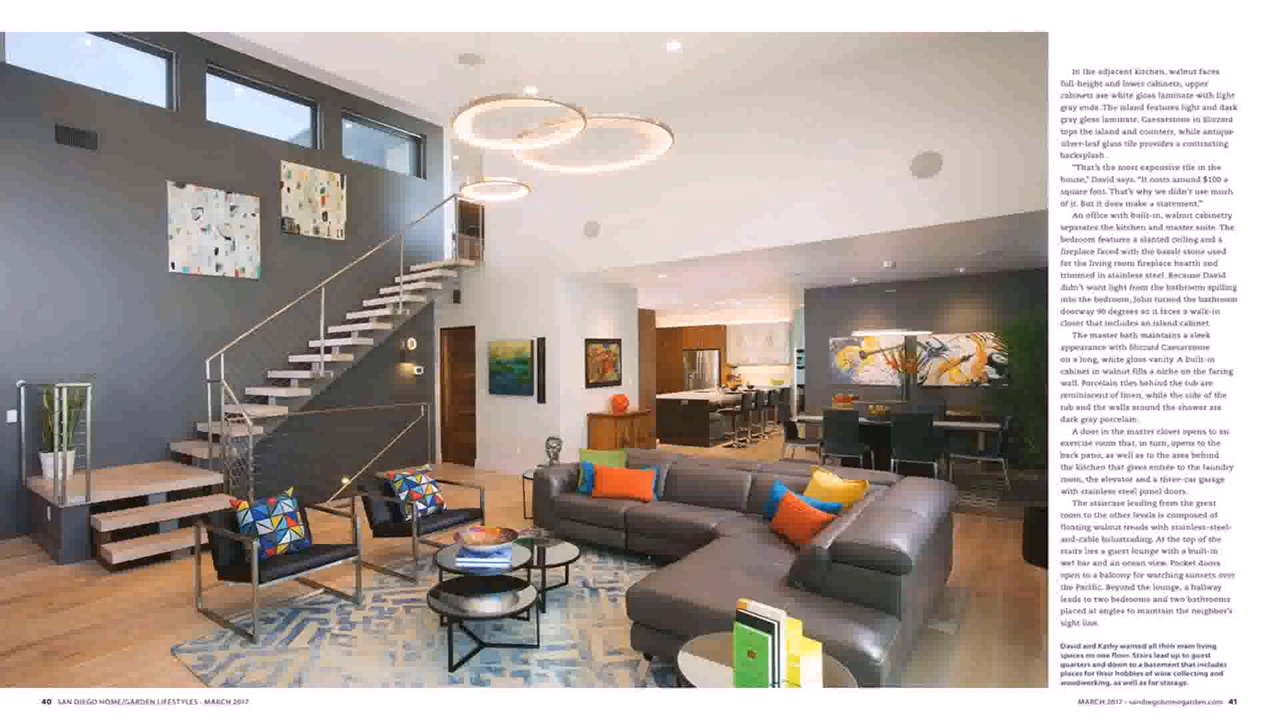 In the adjacent kitchen, walnut faces
full-height and lower cabinets; upper
cabinets are white gloss laminate with light
gray ends. The island features light and dark
gray gloss laminate. Caesarstone in Blizzard
tops the island and counters, while antique
silver-leaf glass tile provides a contrasting
backsplash.
"That's the most expensive tile in the
house," David says. "It costs around $100 a
square foot. That's why we didn't use much
of it. But it does make a statement."
An office with built-in, walnut cabinetry
separates the kitchen and master suite. The
bedroom features a slanted ceiling and a
fireplace faced with the basalt stone used
for the living room fireplace hearth and
trimmed in stainless steel. Because David
didn't want light from the bathroom spilling
into the bedroom, John turned the bathroom
doorway 90 degrees so it faces a walk-in
closet that includes an island cabinet.
The master bath maintains a sleek
appearance with Blizzard Caesarstone
on a long, white gloss vanity. A built-in
cabinet in walnut fills a niche on the facing
wall. Porcelain tiles behind the tub are
reminiscent of linen, while the side of the
tub and the walls around the shower are
dark gray porcelain.
A door in the master closet opens to an
exercise room that, in turn, opens to the
back patio, as well as to the area behind
the kitchen that gives entrée to the laundry
room, the elevator and a three-car garage
with stainless steel panel doors.
The staircase leading from the great
room to the other levels is composed of
floating walnut treads with stainless-steel-
and-cable balustrading. At the top of the
stairs lies a guest lounge with a built-in
wet bar and an ocean view. Pocket doors
open to a balcony for watching sunsets over
the Pacific. Beyond the lounge, a hallway
leads to two bedrooms and two bathrooms
placed at angles to maintain the neighbor's
sight line.
David and Kathy wanted all their main living
spaces on one floor. Stairs lead up to guest
quarters and down to a basement that includes
places for their hobbies of wine collecting and
woodworking, as well as for storage.
40 SAN DIEGO HOME/GARDEN LIFESTYLES · MARCH 2017
MARCH 2017 · sandiegohomegarden.com 41